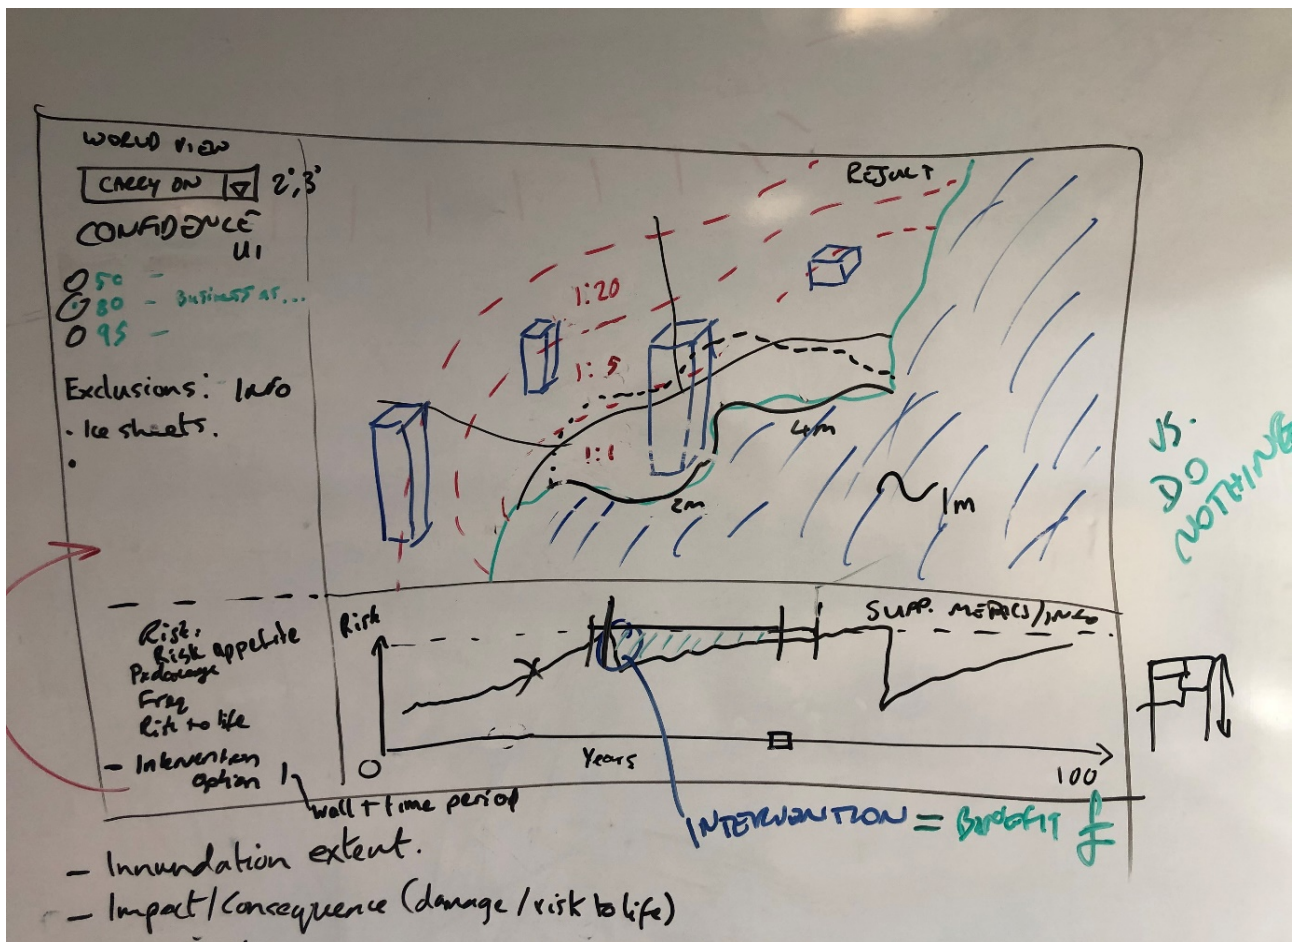 WORLD VIEW
CARRY ON 2°, 3°
CONFIDENCE
UI
50 -
80 - Business as...
95 -
Exclusions: Info
· Ice sheets.
·
RESULT
1:20
1:5
1:1
4m
2m
1m
VS.
DO
NOTHING
Risk.
Risk appetite
Freq
Risk to life
- Intervention
option 1
wall + time period
Risk
SUPP. METRICS/INFO
0
Years
100
INTERVENTION = BENEFIT £
- Innundation extent.
- Impact/Consequence (damage/risk to life)